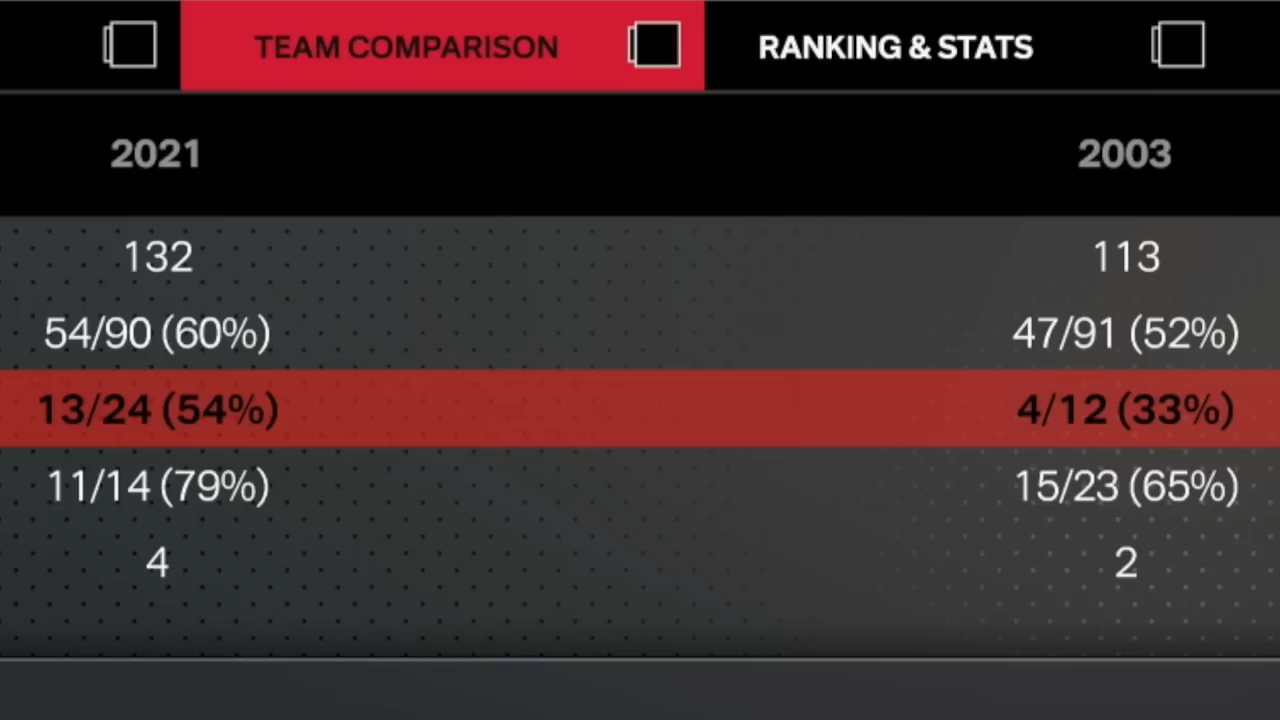 TEAM COMPARISON RANKING & STATS
2021 2003
132 113
54/90 (60%) 47/91 (52%)
13/24 (54%) 4/12 (33%)
11/14 (79%) 15/23 (65%)
4 2